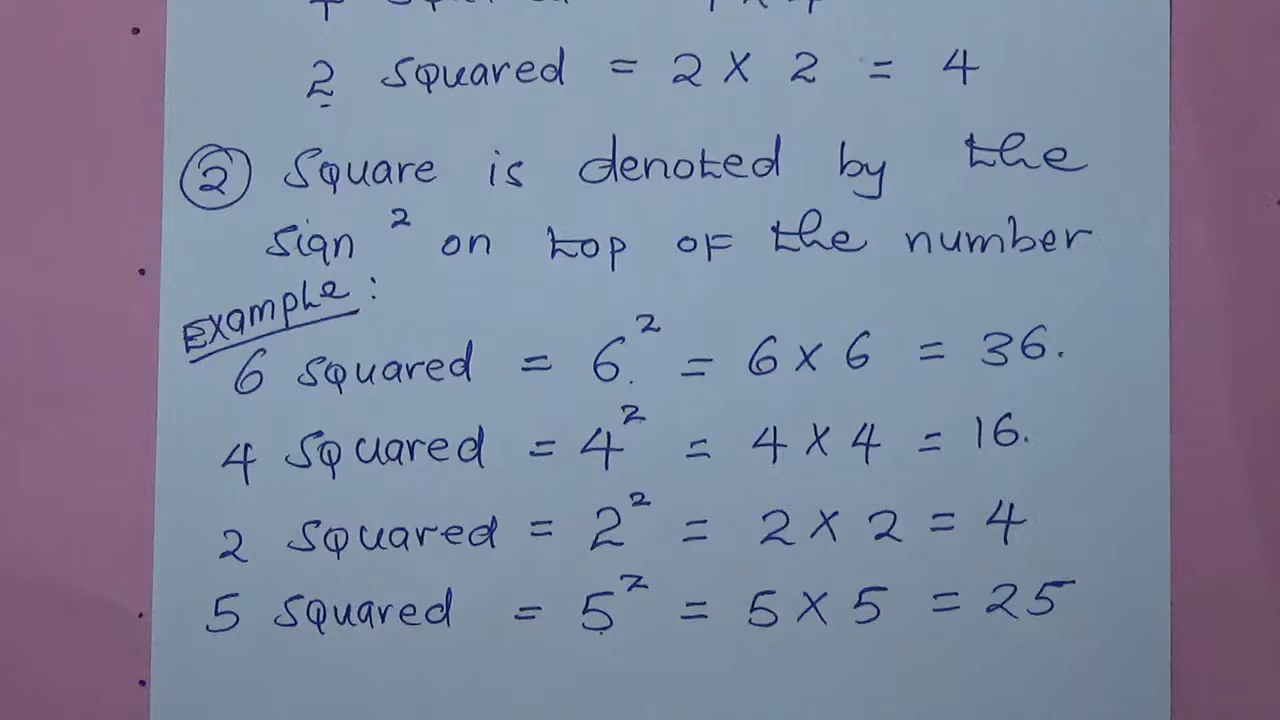 2 squared = 2 × 2 = 4
② Square is denoted by the
sign ² on top of the number
Example:
6 squared = 6² = 6 × 6 = 36.
4 squared = 4² = 4 × 4 = 16.
2 squared = 2² = 2 × 2 = 4
5 squared = 5² = 5 × 5 = 25